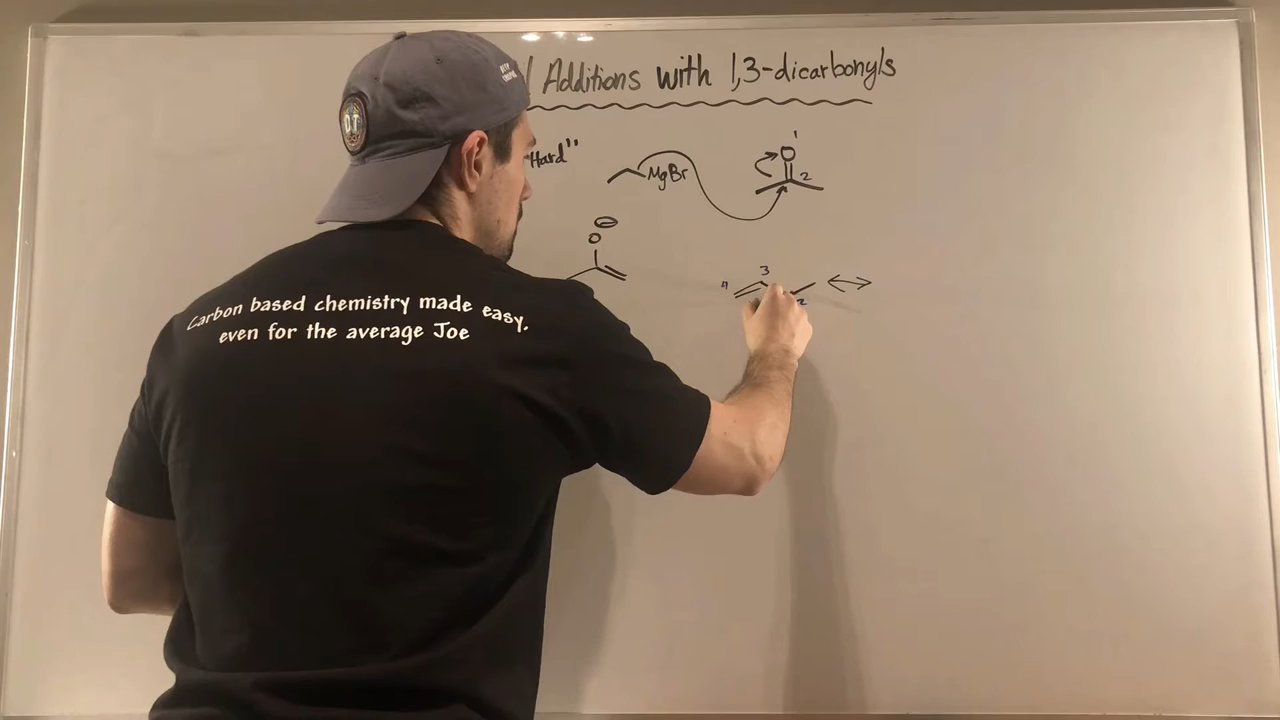 Additions with 1,3-dicarbonyls
Hard"
MgBr
O
1
2
O
4
3
2
Carbon based chemistry made easy,
even for the average Joe